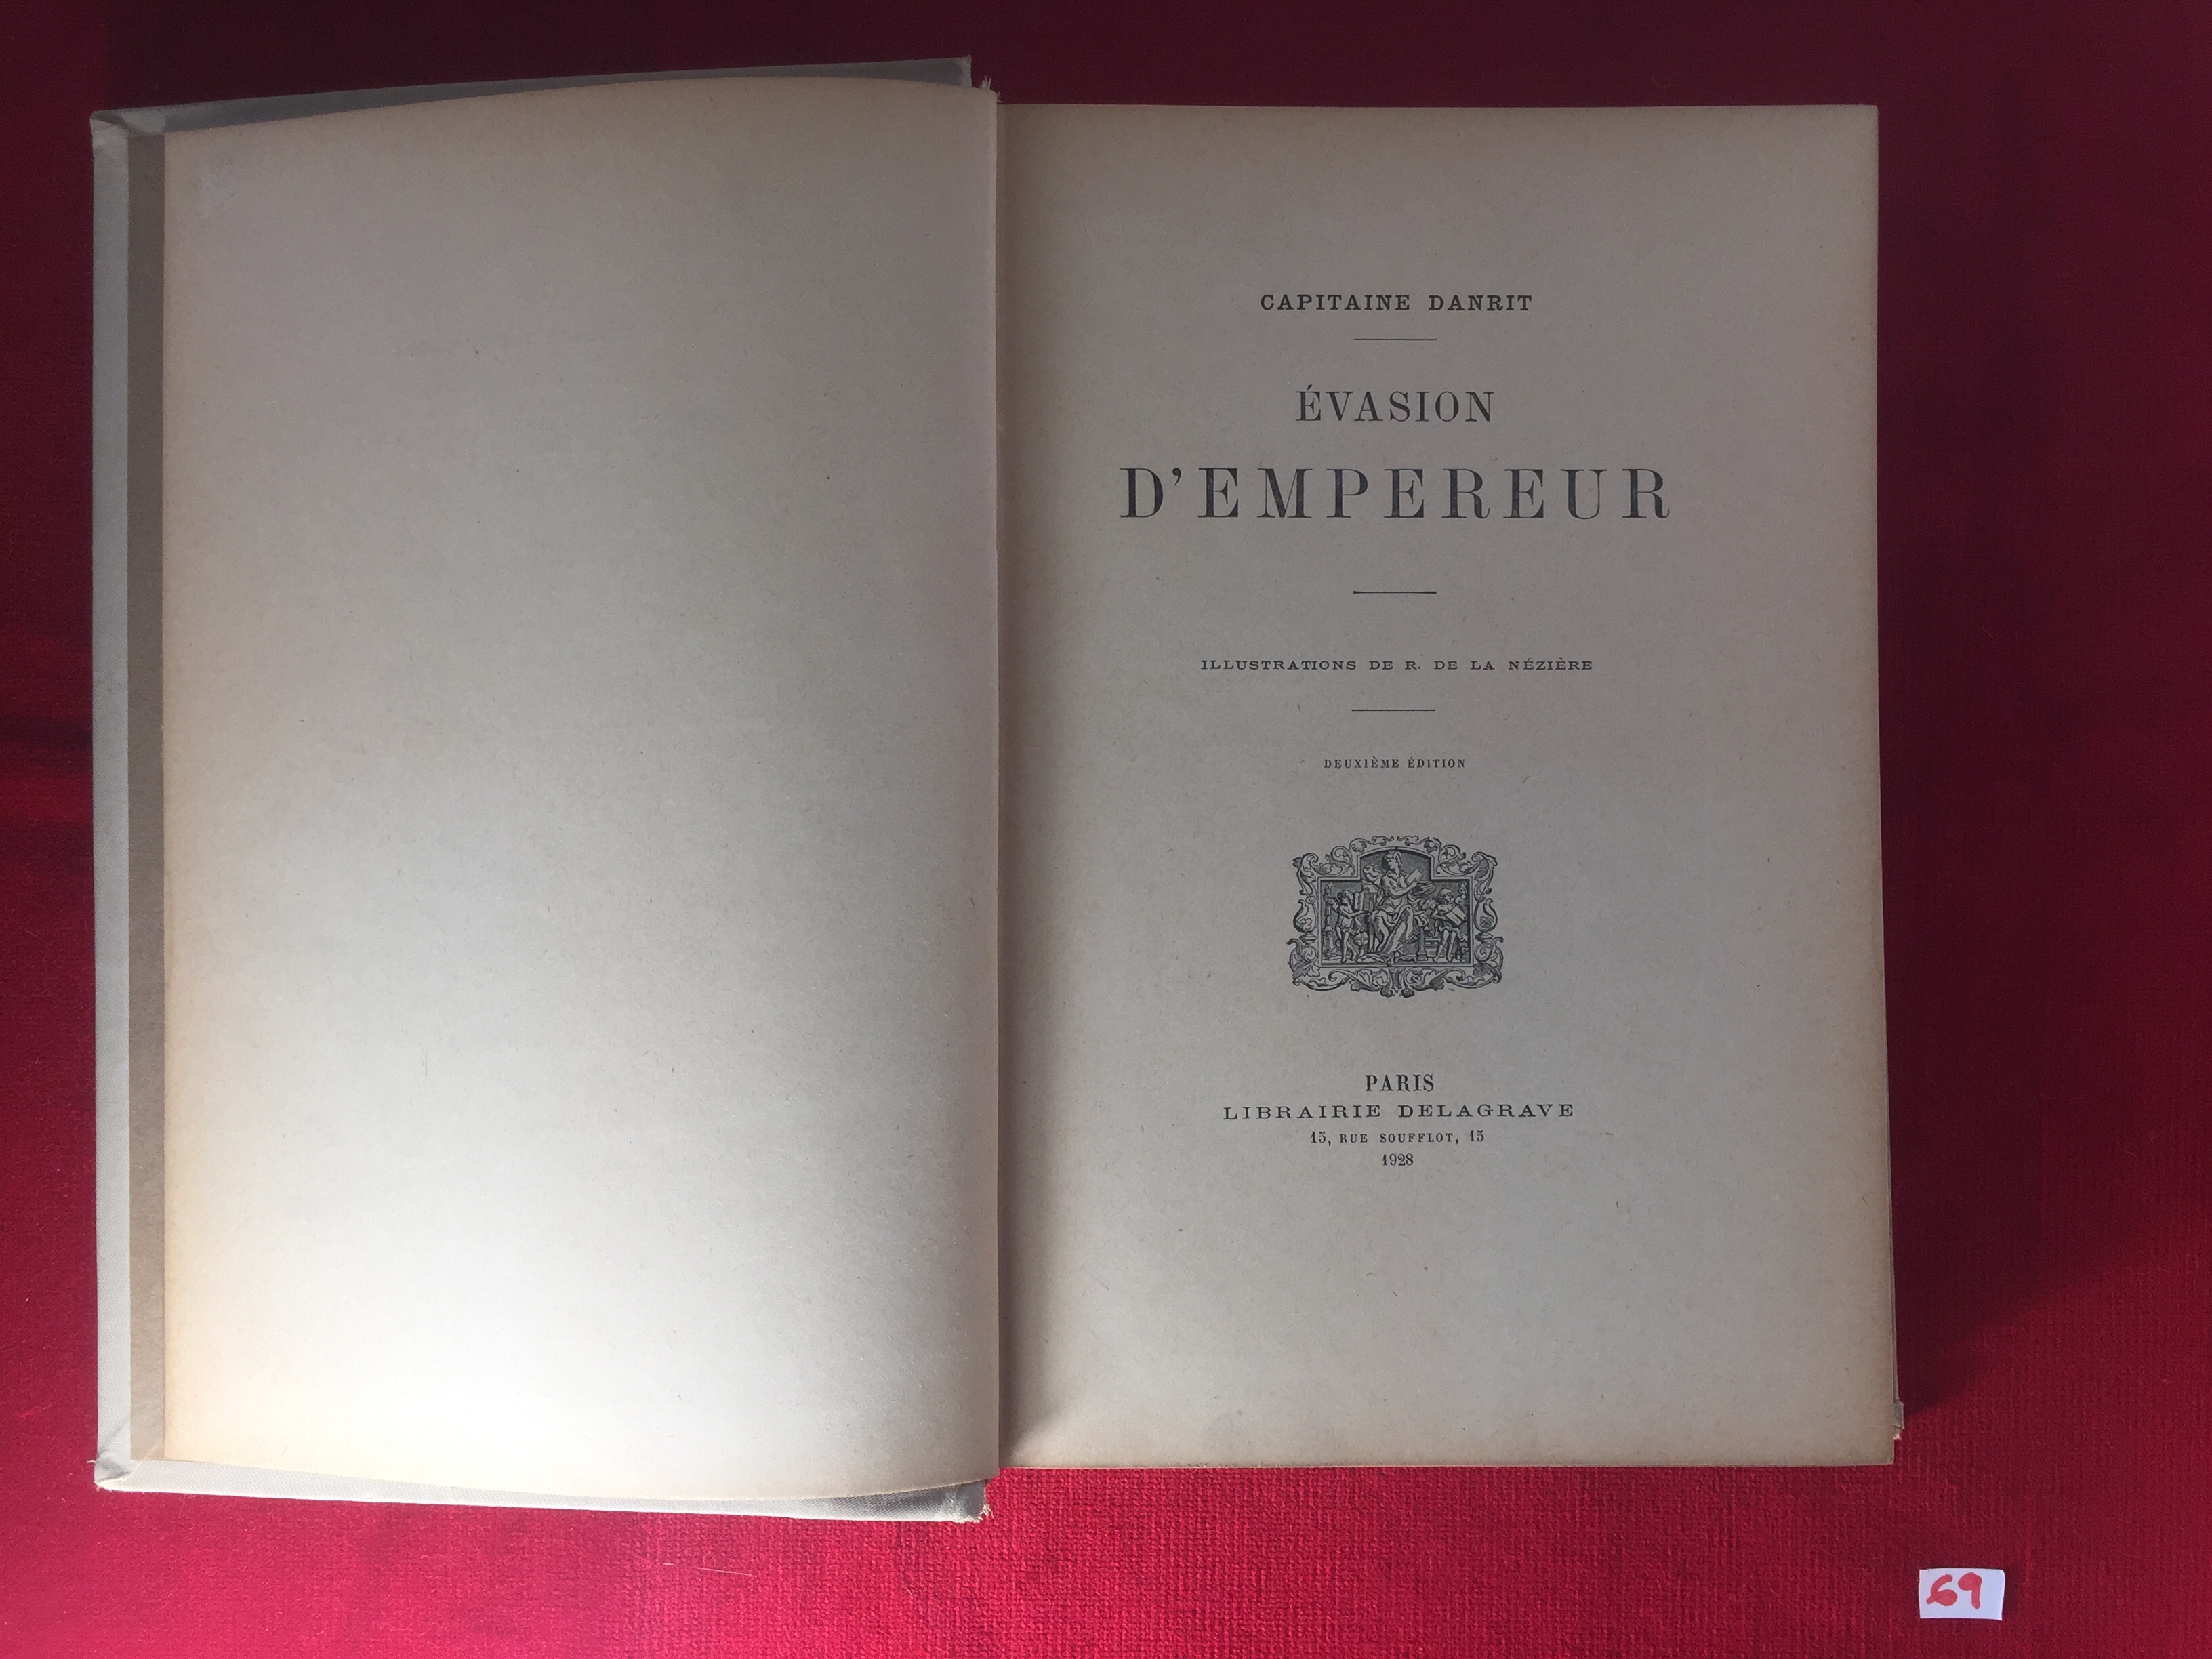 CAPITAINE DANRIT
ÉVASION
D'EMPEREUR
ILLUSTRATIONS DE R. DE LA NÉZIÈRE
DEUXIÈME ÉDITION
PARIS
LIBRAIRIE DELAGRAVE
15, RUE SOUFFLOT, 15
1928
69